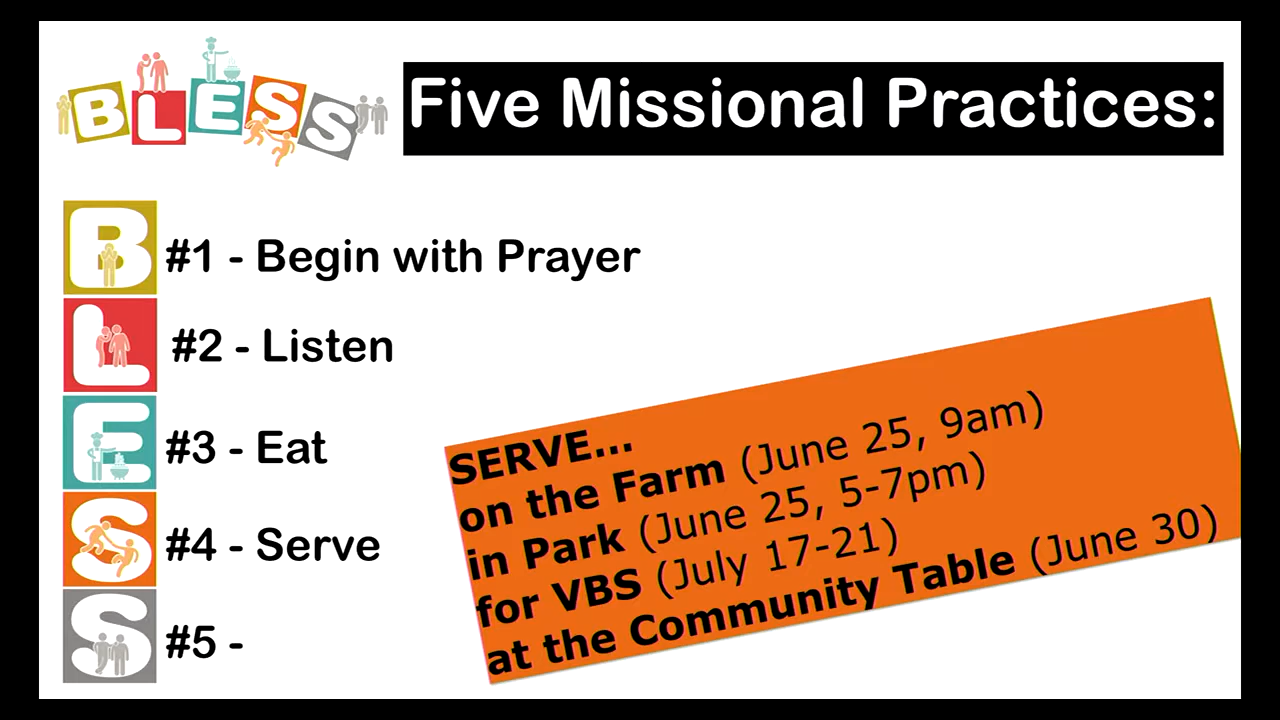 BLESS
Five Missional Practices:
B #1 - Begin with Prayer
L #2 - Listen
E #3 - Eat
S #4 - Serve
S #5 -
SERVE...
on the Farm (June 25, 9am)
in Park (June 25, 5-7pm)
for VBS (July 17-21)
at the Community Table (June 30)